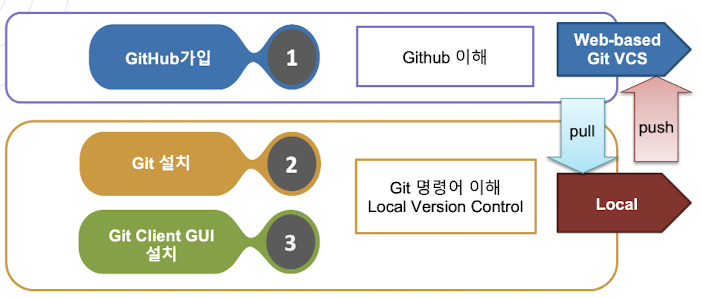 GitHub가입
1
Github 이해
Web-based
Git VCS
pull
push
Git 설치
2
Git 명령어 이해
Local Version Control
Local
Git Client GUI
설치
3